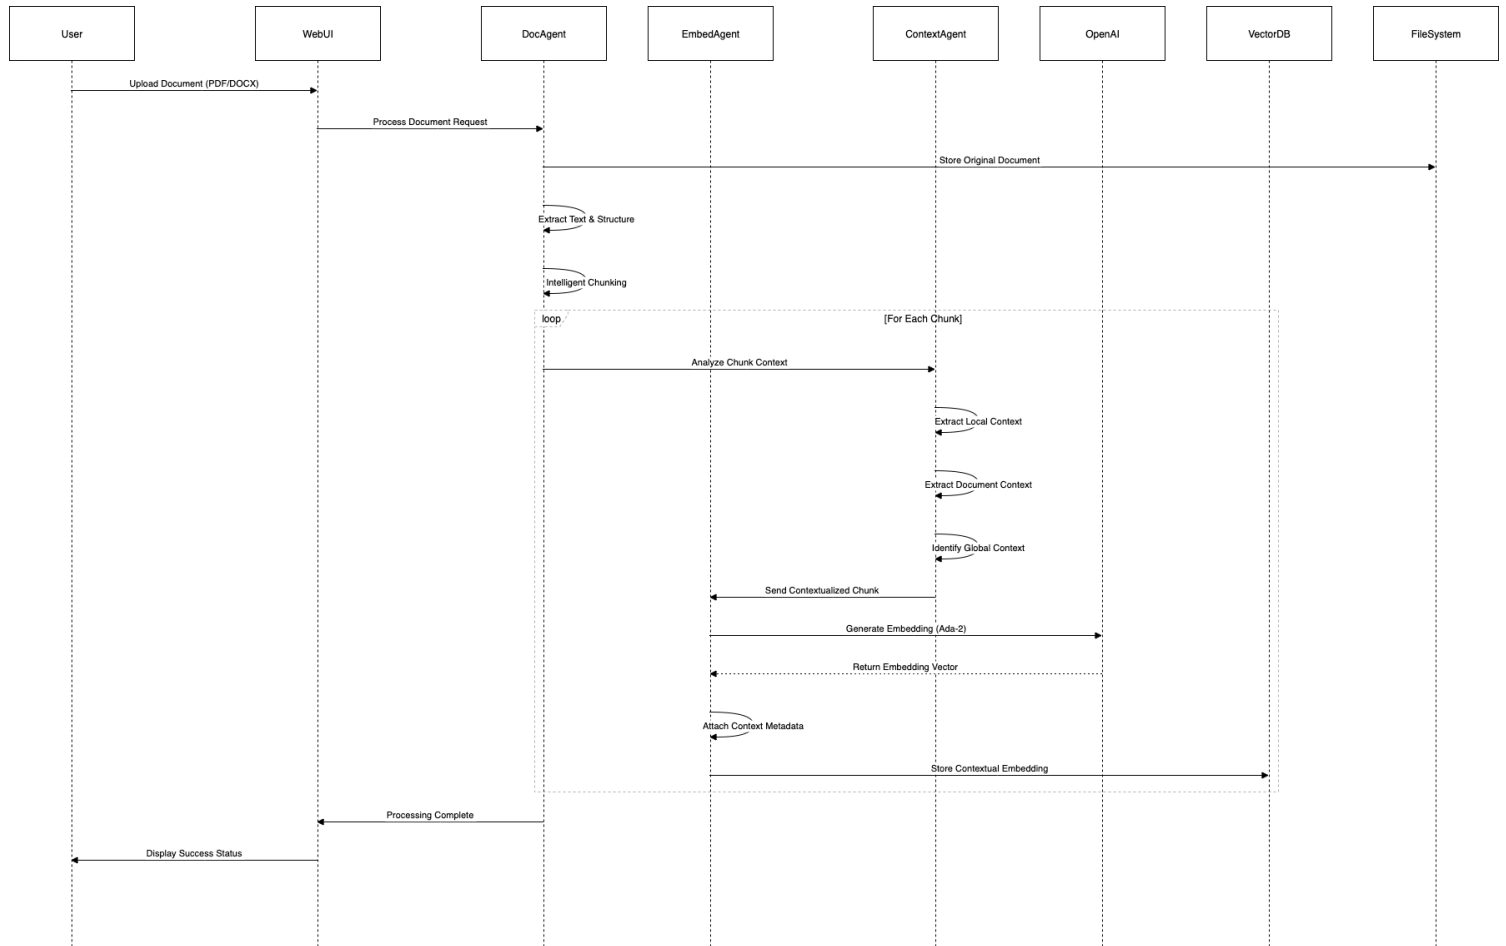 User
WebUI
DocAgent
EmbedAgent
ContextAgent
OpenAI
VectorDB
FileSystem
Upload Document (PDF/DOCX)
Process Document Request
Store Original Document
Extract Text & Structure
Intelligent Chunking
loop
[For Each Chunk]
Analyze Chunk Context
Extract Local Context
Extract Document Context
Identify Global Context
Send Contextualized Chunk
Generate Embedding (Ada-2)
Return Embedding Vector
Attach Context Metadata
Store Contextual Embedding
Processing Complete
Display Success Status